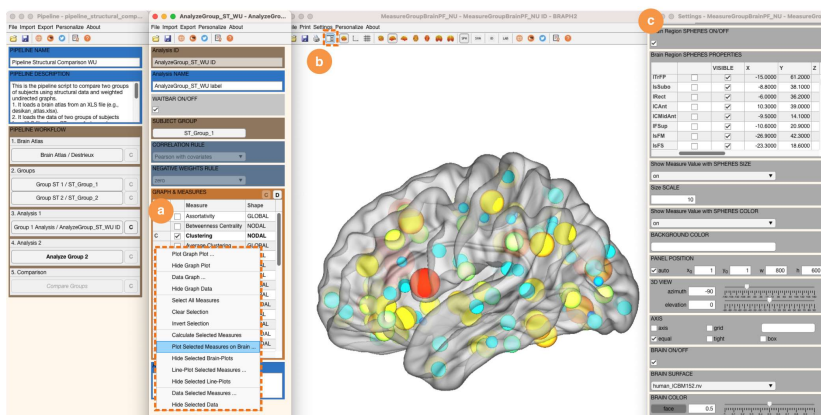 Pipeline - pipeline_structural_comp...
File Import Export Personalize About
PIPELINE NAME
Pipeline Structural Comparison WU
PIPELINE DESCRIPTION
This is the pipeline script to compare two groups
of subjects using structural data and weighted
undirected graphs.
1. It loads a brain atlas from an XLS file (e.g.,
desikan_atlas.xlsx).
2. It loads the data of two groups of subjects
PIPELINE WORKFLOW
1. Brain Atlas
Brain Atlas / Destrieux C
2. Groups
Group ST 1 / ST_Group_1 C
Group ST 2 / ST_Group_2 C
3. Analysis 1
Group 1 Analysis / AnalyzeGroup_ST_WU ID C
4. Analysis 2
Analyze Group 2 C
5. Comparison
Compare Groups C
AnalyzeGroup_ST_WU - AnalyzeGro...
File Import Export Personalize About
Analysis ID
AnalyzeGroup_ST_WU ID
Analysis NAME
AnalyzeGroup_ST_WU label
WAITBAR ON/OFF
SUBJECT GROUP
ST_Group_1
CORRELATION RULE
Pearson with covariates
NEGATIVE WEIGHTS RULE
zero
GRAPH & MEASURES C D
a
Measure Shape
Assortativity GLOBAL
Betweenness Centrality NODAL
C Clustering NODAL
Average Clustering GLOBAL
Plot Graph Plot ...
Hide Graph Plot
Data Graph ...
Hide Graph Data
Select All Measures
Clear Selection
Invert Selection
Calculate Selected Measures
Plot Selected Measures on Brain ...
Hide Selected Brain-Plots
Line-Plot Selected Measures ...
Hide Selected Line-Plots
Data Selected Measures ...
Hide Selected Data
MeasureGroupBrainPF_NU - MeasureGroupBrainPF_NU ID - BRAPH2
File Print Settings Personalize About
b
c
Settings - MeasureGroupBrainPF_NU - MeasureGro
Brain Region SPHERES ON/OFF
Brain Region SPHERES PROPERTIES
VISIBLE X Y Z
lTrFP -15.0000 61.2000
lsSubo -8.8000 38.1000
lRect -6.0000 36.2000
lCAnt 10.3000 39.0000
lCMidAnt -9.5000 14.1000
lFSup -10.6000 20.9000
lsFM -26.9000 42.3000
lsFS -23.3000 18.6000
Show Measure Value with SPHERES SIZE
on
Size SCALE
10
Show Measure Value with SPHERES COLOR
on
BACKGROUND COLOR
PANEL POSITION
auto x₀ 1 y₀ 1 w 800 h 600
3D VIEW
azimuth -90
elevation 0
AXIS
axis grid
equal tight box
BRAIN ON/OFF
BRAIN SURFACE
human_ICBM152.nv
BRAIN COLOR
face 0.5